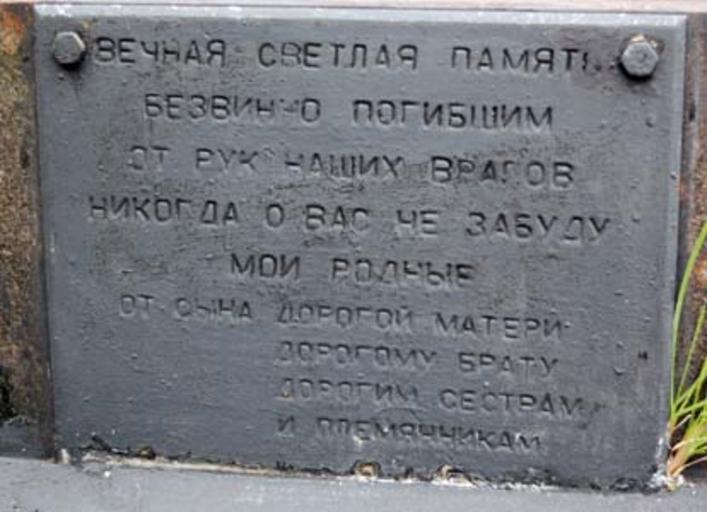 ВЕЧНАЯ СВЕТЛАЯ ПАМЯТЬ
БЕЗВИННО ПОГИБШИМ
ОТ РУК НАШИХ ВРАГОВ
НИКОГДА О ВАС НЕ ЗАБУДУ
МОИ РОДНЫЕ
ОТ СЫНА ДОРОГОЙ МАТЕРИ
ДОРОГОМУ БРАТУ
ДОРОГИМ СЕСТРАМ
И ПЛЕМЯННИКАМ